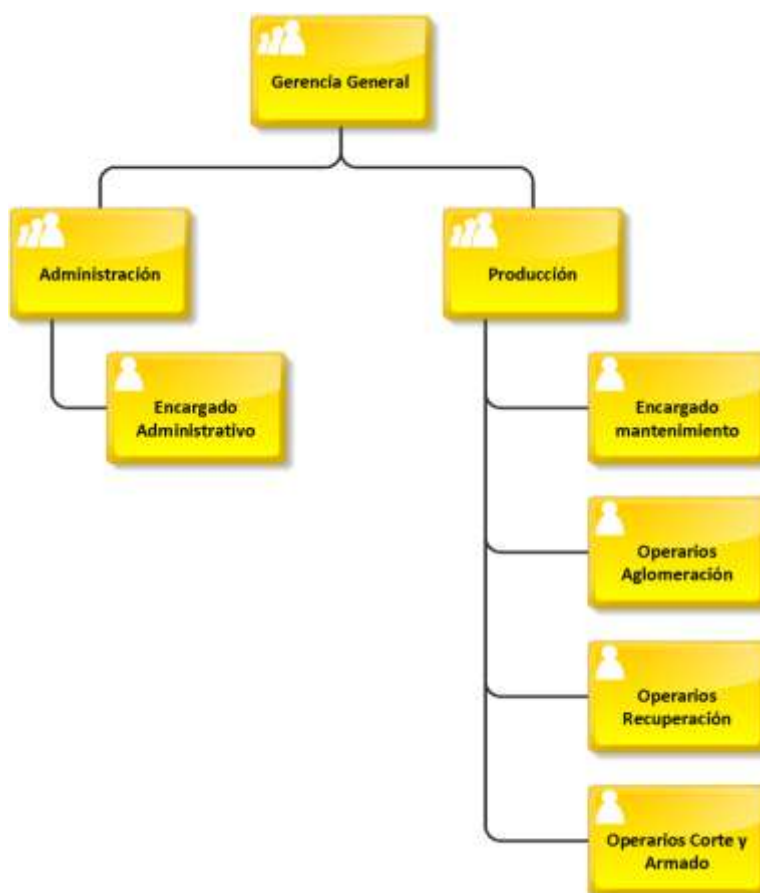 Gerencia General
Administración
Producción
Encargado
Administrativo
Encargado
mantenimiento
Operarios
Aglomeración
Operarios
Recuperación
Operarios Corte y
Armado